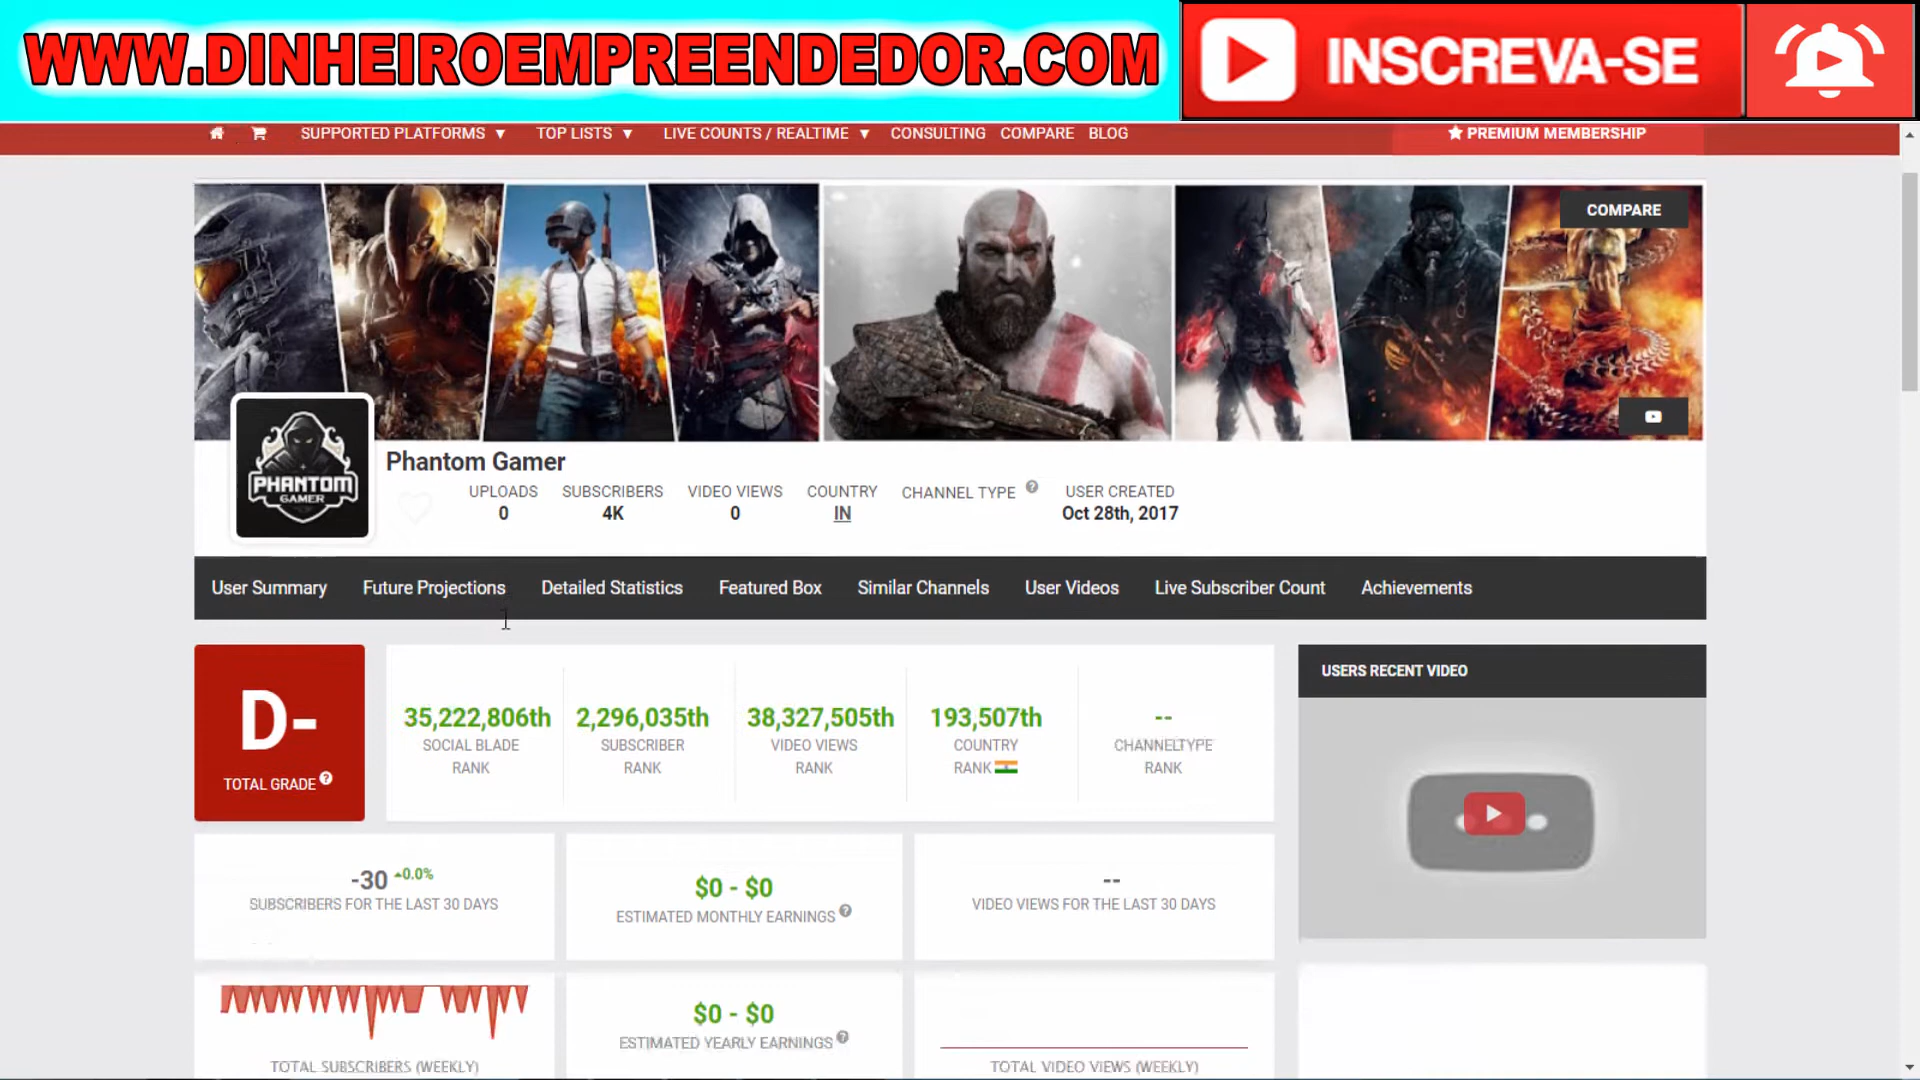 WWW.DINHEIROEMPREENDEDOR.COM
INSCREVA-SE
SUPPORTED PLATFORMS ▼ TOP LISTS ▼ LIVE COUNTS / REALTIME ▼ CONSULTING COMPARE BLOG
★ PREMIUM MEMBERSHIP
COMPARE
PHANTOM
GAMER
Phantom Gamer
UPLOADS SUBSCRIBERS VIDEO VIEWS COUNTRY CHANNEL TYPE ? USER CREATED
0 4K 0 IN Oct 28th, 2017
User Summary Future Projections Detailed Statistics Featured Box Similar Channels User Videos Live Subscriber Count Achievements
D-
TOTAL GRADE ?
35,222,806th 2,296,035th 38,327,505th 193,507th --
SOCIAL BLADE SUBSCRIBER VIDEO VIEWS COUNTRY CHANNELTYPE
RANK RANK RANK RANK RANK
USERS RECENT VIDEO
-30 0.0%
SUBSCRIBERS FOR THE LAST 30 DAYS
$0 - $0
ESTIMATED MONTHLY EARNINGS ?
--
VIDEO VIEWS FOR THE LAST 30 DAYS
TOTAL SUBSCRIBERS (WEEKLY)
$0 - $0
ESTIMATED YEARLY EARNINGS ?
TOTAL VIDEO VIEWS (WEEKLY)